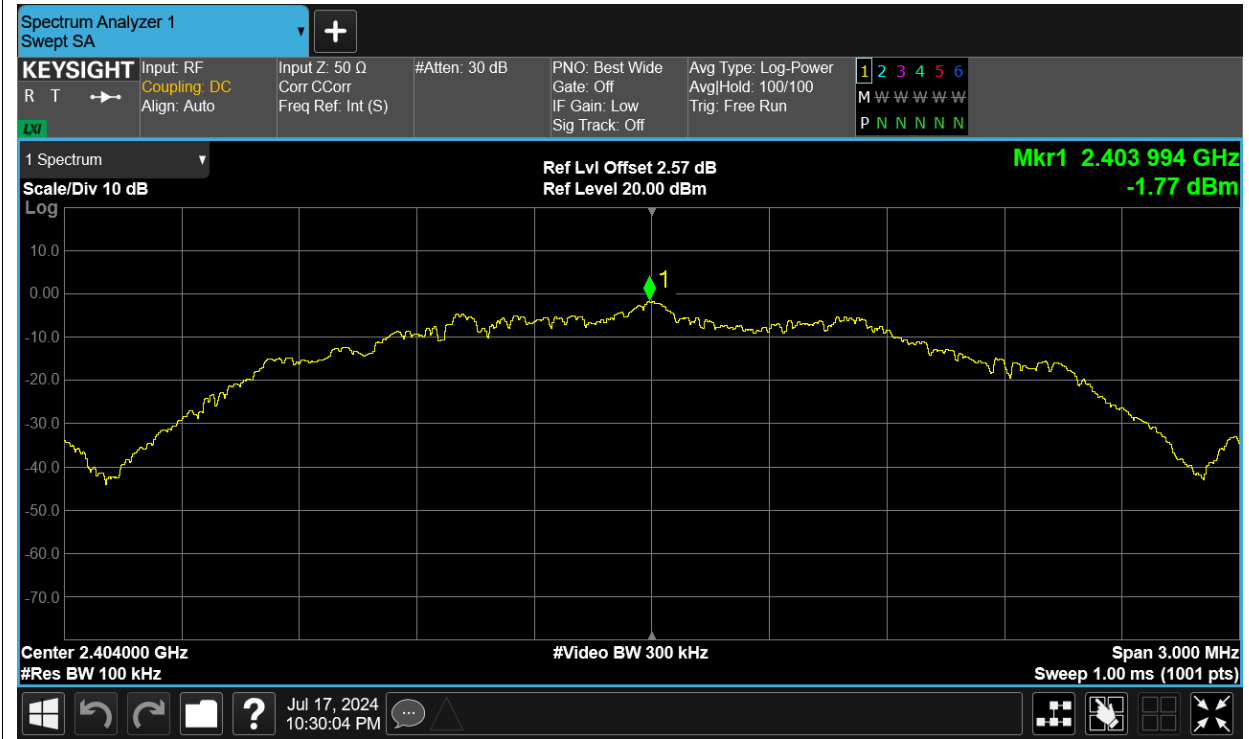 Spectrum Analyzer 1
Swept SA
KEYSIGHT
R T
LXI
Input: RF
Coupling: DC
Align: Auto
Input Z: 50 Ω
Corr CCorr
Freq Ref: Int (S)
#Atten: 30 dB
PNO: Best Wide
Gate: Off
IF Gain: Low
Sig Track: Off
Avg Type: Log-Power
Avg|Hold: 100/100
Trig: Free Run
1 2 3 4 5 6
M W W W W W
P N N N N N
1 Spectrum
Scale/Div 10 dB
Log
Ref Lvl Offset 2.57 dB
Ref Level 20.00 dBm
Mkr1 2.403 994 GHz
-1.77 dBm
1
10.0
0.00
-10.0
-20.0
-30.0
-40.0
-50.0
-60.0
-70.0
Center 2.404000 GHz
#Res BW 100 kHz
#Video BW 300 kHz
Span 3.000 MHz
Sweep 1.00 ms (1001 pts)
?
Jul 17, 2024
10:30:04 PM